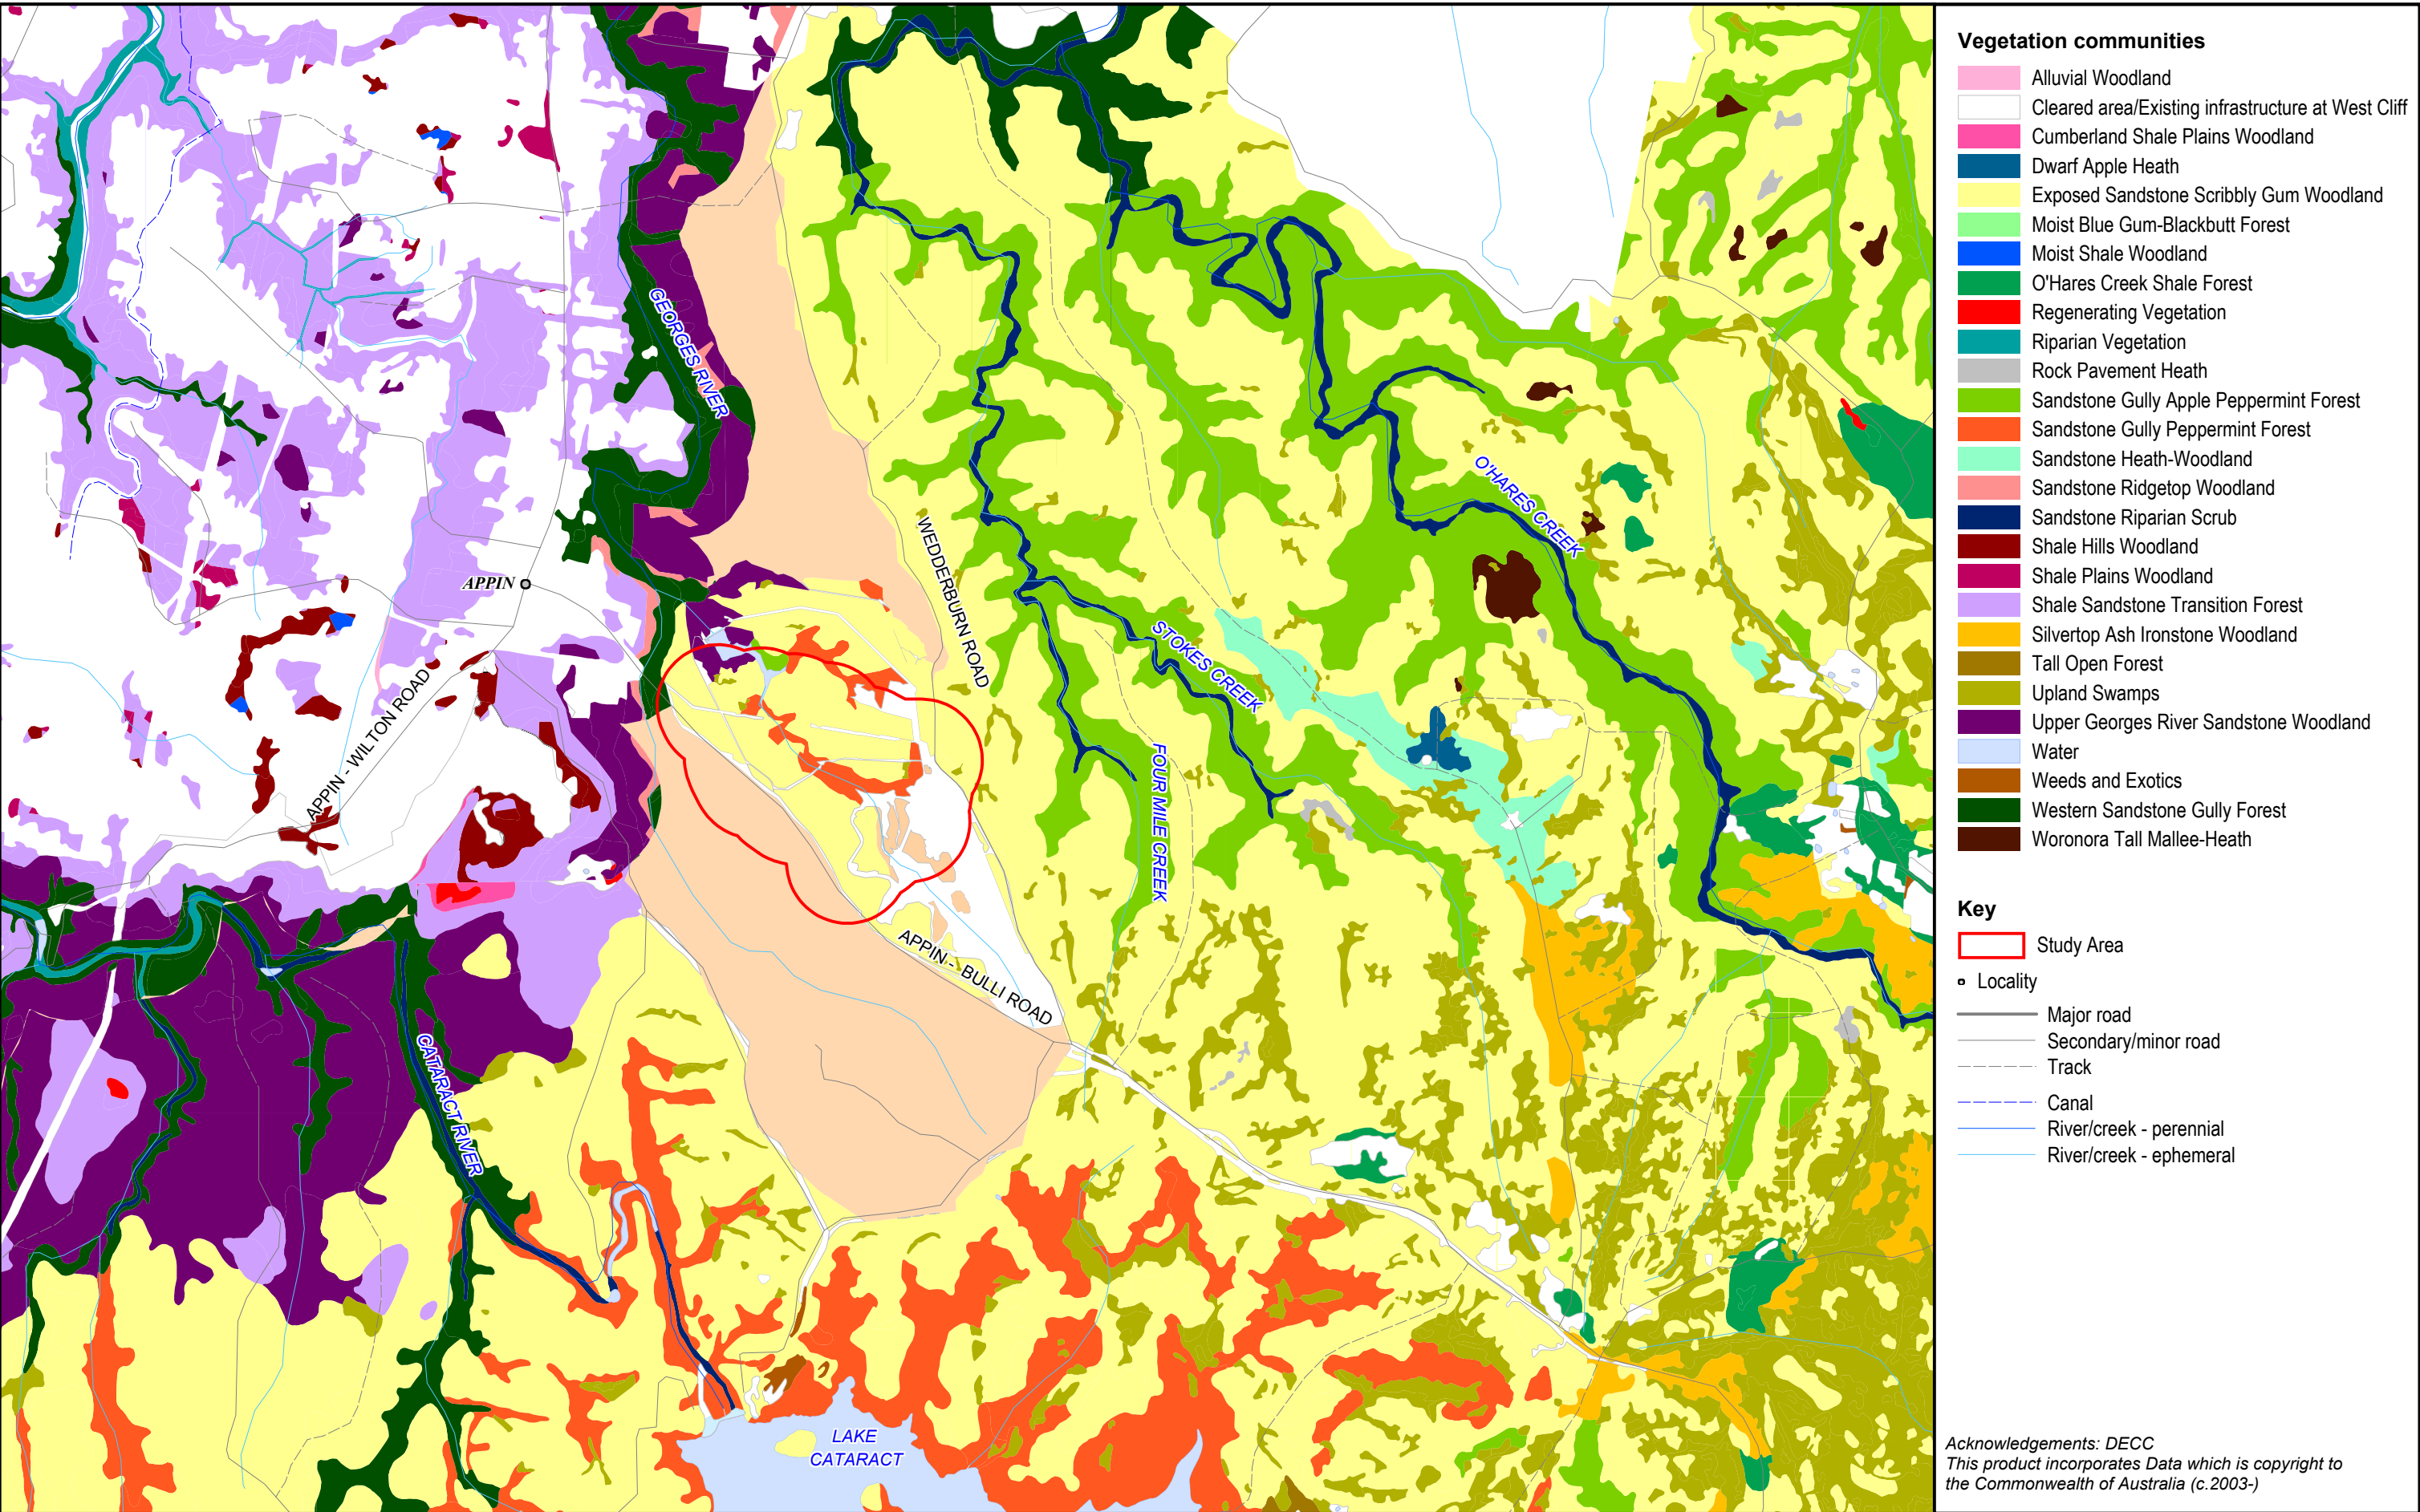 GEORGES RIVER
WEDDERBURN ROAD
O'HARES CREEK
APPIN
STOKES CREEK
APPIN - WILTON ROAD
FOUR MILE CREEK
APPIN - BULLI ROAD
CATARACT RIVER
LAKE
CATARACT
Vegetation communities
Alluvial Woodland
Cleared area/Existing infrastructure at West Cliff
Cumberland Shale Plains Woodland
Dwarf Apple Heath
Exposed Sandstone Scribbly Gum Woodland
Moist Blue Gum-Blackbutt Forest
Moist Shale Woodland
O'Hares Creek Shale Forest
Regenerating Vegetation
Riparian Vegetation
Rock Pavement Heath
Sandstone Gully Apple Peppermint Forest
Sandstone Gully Peppermint Forest
Sandstone Heath-Woodland
Sandstone Ridgetop Woodland
Sandstone Riparian Scrub
Shale Hills Woodland
Shale Plains Woodland
Shale Sandstone Transition Forest
Silvertop Ash Ironstone Woodland
Tall Open Forest
Upland Swamps
Upper Georges River Sandstone Woodland
Water
Weeds and Exotics
Western Sandstone Gully Forest
Woronora Tall Mallee-Heath
Key
Study Area
Locality
Major road
Secondary/minor road
Track
Canal
River/creek - perennial
River/creek - ephemeral
Acknowledgements: DECC
This product incorporates Data which is copyright to
the Commonwealth of Australia (c.2003-)